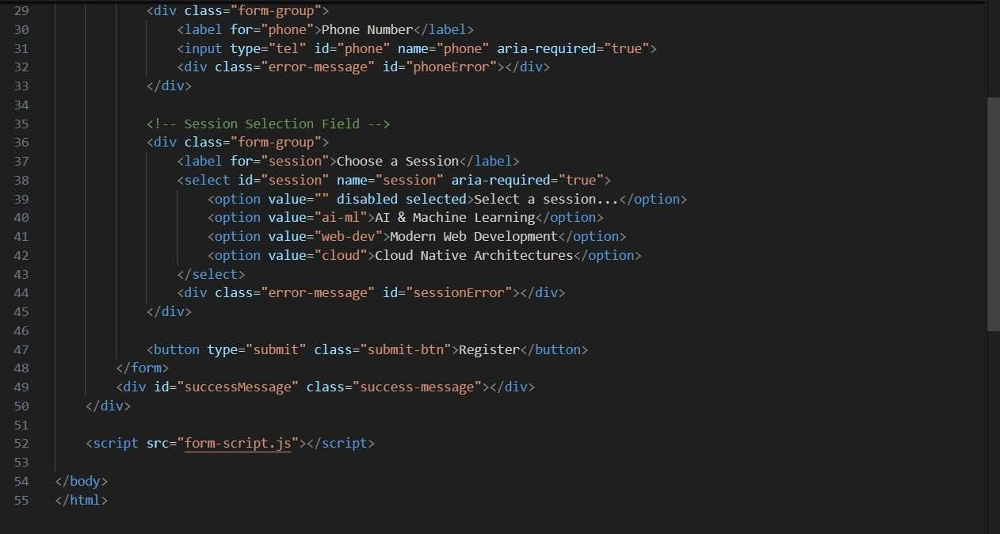 29 <div class="form-group">
30 <label for="phone">Phone Number</label>
31 <input type="tel" id="phone" name="phone" aria-required="true">
32 <div class="error-message" id="phoneError"></div>
33 </div>
34
35 <!-- Session Selection Field -->
36 <div class="form-group">
37 <label for="session">Choose a Session</label>
38 <select id="session" name="session" aria-required="true">
39 <option value="" disabled selected>Select a session...</option>
40 <option value="ai-ml">AI & Machine Learning</option>
41 <option value="web-dev">Modern Web Development</option>
42 <option value="cloud">Cloud Native Architectures</option>
43 </select>
44 <div class="error-message" id="sessionError"></div>
45 </div>
46
47 <button type="submit" class="submit-btn">Register</button>
48 </form>
49 <div id="successMessage" class="success-message"></div>
50 </div>
51
52 <script src="form-script.js"></script>
53
54 </body>
55 </html>